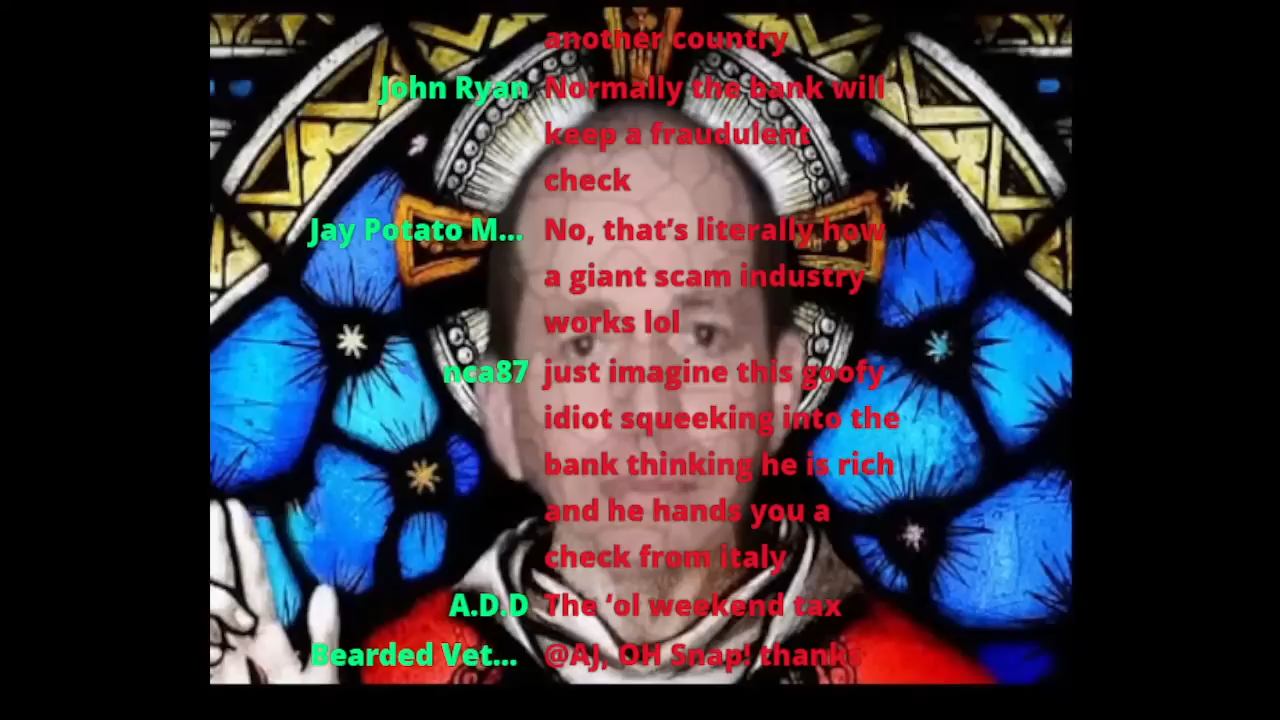 another country
John Ryan Normally the bank will
keep a fraudulent
check
Jay Potato M... No, that’s literally how
a giant scam industry
works lol
nca87 just imagine this goofy
idiot squeeking into the
bank thinking he is rich
and he hands you a
check from italy
A.D.D The ‘ol weekend tax
Bearded Vet... @AJ, OH Snap! thanks